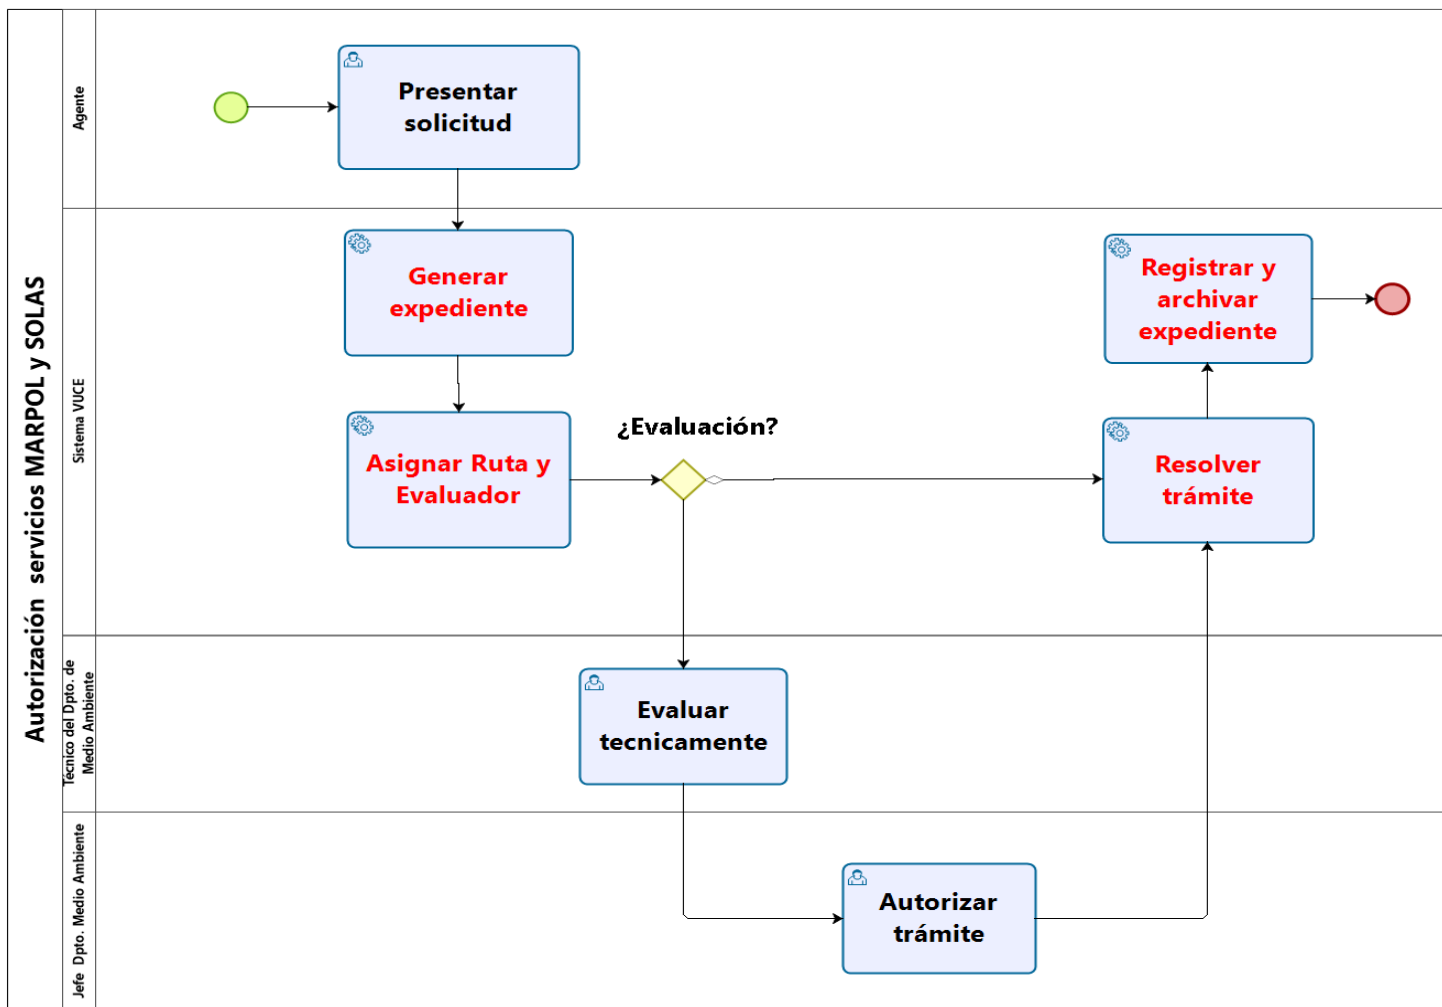 Autorización servicios MARPOL y SOLAS
Agente
Presentar
solicitud
Sistema VUCE
Generar
expediente
Registrar y
archivar
expediente
Asignar Ruta y
Evaluador
¿Evaluación?
Resolver
trámite
Técnico del Dpto. de
Medio Ambiente
Evaluar
tecnicamente
Jefe Dpto. Medio Ambiente
Autorizar
trámite